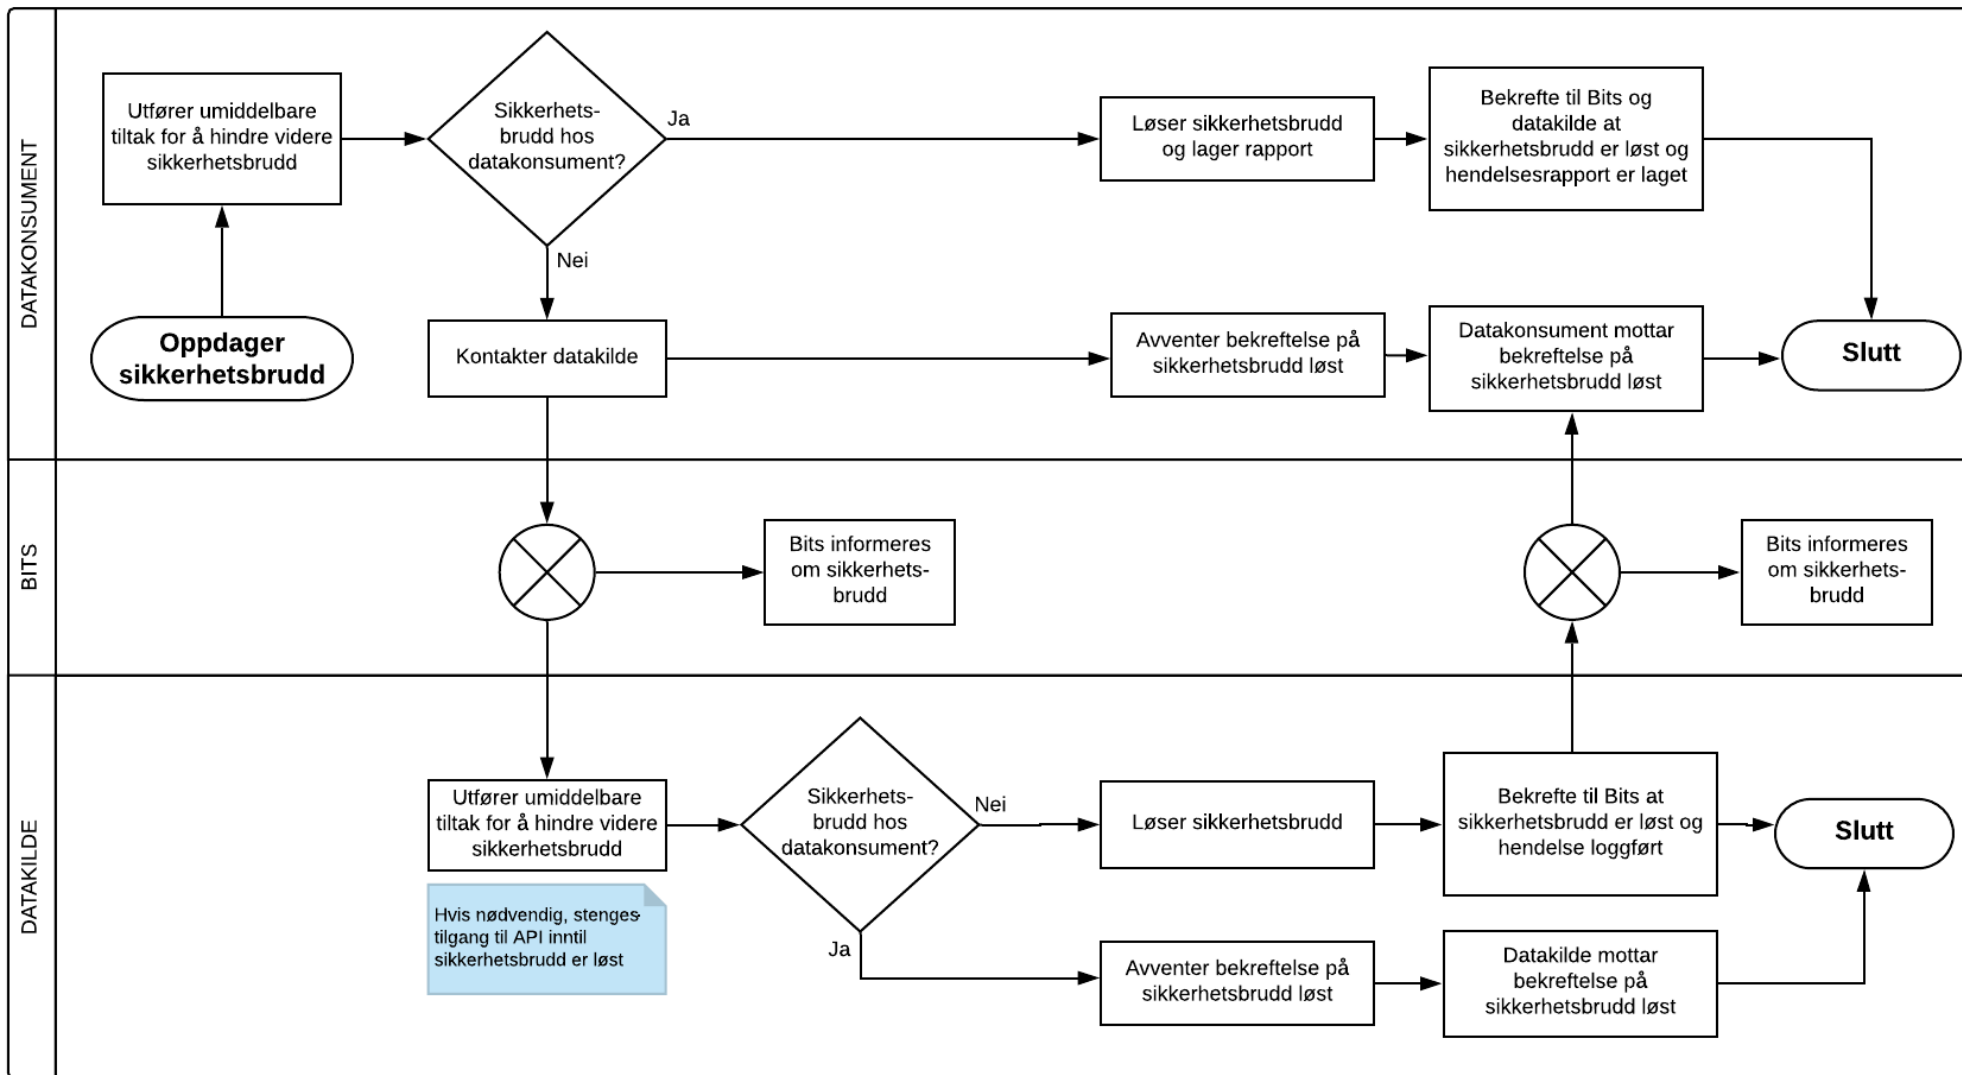 DATAKONSUMENT
Utfører umiddelbare
tiltak for å hindre videre
sikkerhetsbrudd
Sikkerhets-
brudd hos
datakonsument?
Ja
Løser sikkerhetsbrudd
og lager rapport
Bekrefte til Bits og
datakilde at
sikkerhetsbrudd er løst og
hendelsesrapport er laget
Nei
Oppdager
sikkerhetsbrudd
Kontakter datakilde
Avventer bekreftelse på
sikkerhetsbrudd løst
Datakonsument mottar
bekreftelse på
sikkerhetsbrudd løst
Slutt
BITS
Bits informeres
om sikkerhets-
brudd
Bits informeres
om sikkerhets-
brudd
DATAKILDE
Utfører umiddelbare
tiltak for å hindre videre
sikkerhetsbrudd
Sikkerhets-
brudd hos
datakonsument?
Nei
Løser sikkerhetsbrudd
Bekrefte til Bits at
sikkerhetsbrudd er løst og
hendelse loggført
Slutt
Hvis nødvendig, stenges
tilgang til API inntil
sikkerhetsbrudd er løst
Ja
Avventer bekreftelse på
sikkerhetsbrudd løst
Datakilde mottar
bekreftelse på
sikkerhetsbrudd løst